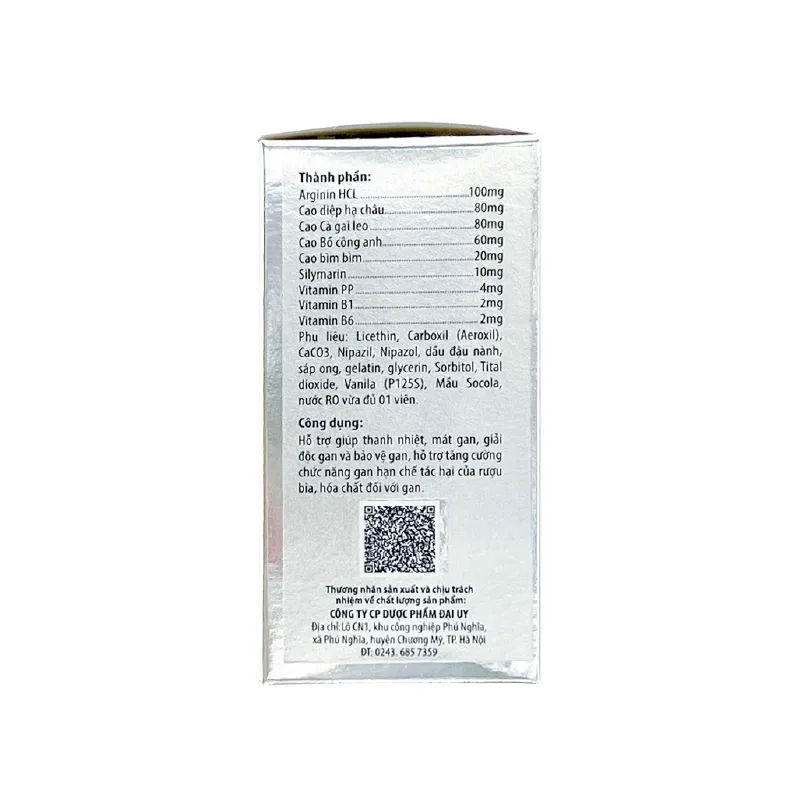 Thành phần:
Arginin HCL 100mg
Cao diệp hạ châu 80mg
Cao Cà gai leo 80mg
Cao Bồ công anh 60mg
Cao bìm bìm 20mg
Silymarin 10mg
Vitamin PP 4mg
Vitamin B1 2mg
Vitamin B6 2mg
Phu liệu: Licethin, Carboxil (Aeroxil),
CaCO3, Nipazil, Nipazol, dầu đậu nành,
sáp ong, gelatin, glycerin, Sorbitol, Tital
dioxide, Vanila (P125S), Mầu Socola,
nước RO vừa đủ 01 viên.
Công dụng:
Hỗ trợ giúp thanh nhiệt, mát gan, giải
độc gan và bảo vệ gan, hỗ trợ tăng cường
chức năng gan hạn chế tác hại của rượu
bia, hóa chất đối với gan.
Thương nhân sản xuất và chịu trách
nhiệm về chất lượng sản phẩm:
CÔNG TY CP DƯỢC PHẨM ĐẠI UY
Địa chỉ: Lô CN1, khu công nghiệp Phú Nghĩa,
xã Phú Nghĩa, huyện Chương Mỹ, TP. Hà Nội
ĐT: 0243. 685 7359